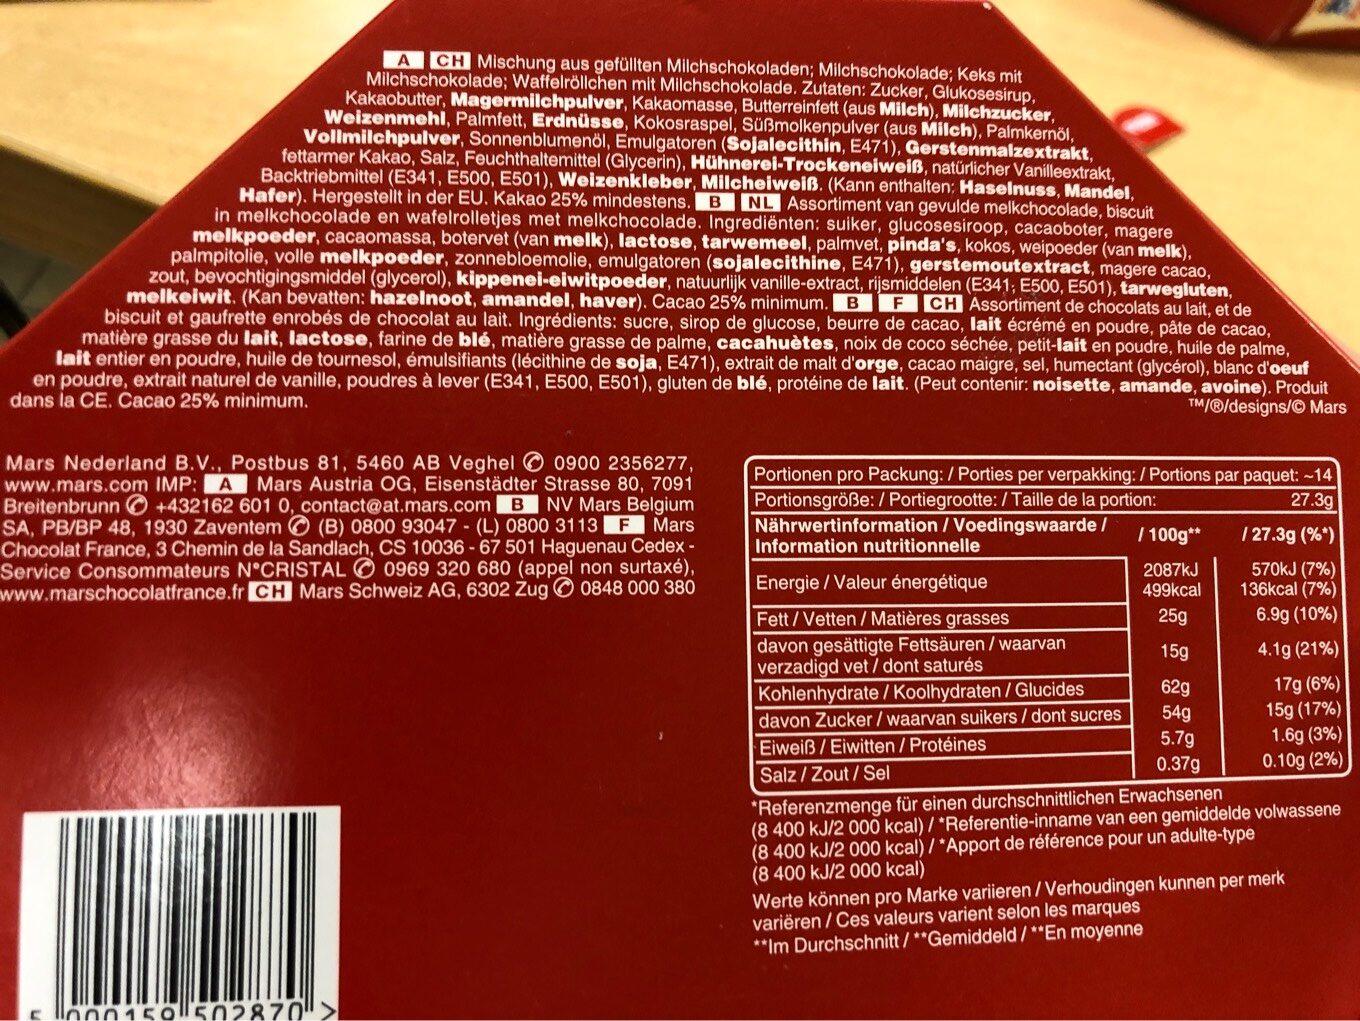 A CH Mischung aus gefüllten Milchschokoladen; Milchschokolade; Keks mit
Milchschokolade; Waffelröllchen mit Milchschokolade. Zutaten: Zucker, Glukosesirup,
Kakaobutter, Magermilchpulver, Kakaomasse, Butterreinfett (aus Milch), Milchzucker,
Weizenmehl, Palmfett, Erdnüsse, Kokosraspel, Süßmolkenpulver (aus Milch), Palmkernöl,
Vollmilchpulver, Sonnenblumenöl, Emulgatoren (Sojalecithin, E471), Gerstenmalzextrakt,
fettarmer Kakao, Salz, Feuchthaltemittel (Glycerin), Hühnerei-Trockeneiweiß, natürlicher Vanilleextrakt,
Backtriebmittel (E341, E500, E501), Weizenkleber, Milcheiweiß. (Kann enthalten: Haselnuss, Mandel,
Hafer). Hergestellt in der EU. Kakao 25% mindestens. B NL Assortiment van gevulde melkchocolade, biscuit
in melkchocolade en wafelrolletjes met melkchocolade. Ingrediënten: suiker, glucosesiroop, cacaoboter, magere
melkpoeder, cacaomassa, botervet (van melk), lactose, tarwemeel, palmvet, pinda's, kokos, weipoeder (van melk),
palmpitolie, volle melkpoeder, zonnebloemolie, emulgatoren (sojalecithine, E471), gerstemoutextract, magere cacao,
zout, bevochtigingsmiddel (glycerol), kippenei-eiwitpoeder, natuurlijk vanille-extract, rijsmiddelen (E341; E500, E501), tarwegluten,
melkeiwit. (Kan bevatten: hazelnoot, amandel, haver). Cacao 25% minimum. B F CH Assortiment de chocolats au lait, et de
biscuit et gaufrette enrobés de chocolat au lait. Ingrédients: sucre, sirop de glucose, beurre de cacao, lait écrémé en poudre, pâte de cacao,
matière grasse du lait, lactose, farine de blé, matière grasse de palme, cacahuètes, noix de coco séchée, petit-lait en poudre, huile de palme,
lait entier en poudre, huile de tournesol, émulsifiants (lécithine de soja, E471), extrait de malt d'orge, cacao maigre, sel, humectant (glycérol), blanc d'oeuf
en poudre, extrait naturel de vanille, poudres à lever (E341, E500, E501), gluten de blé, protéine de lait. (Peut contenir: noisette, amande, avoine). Produit
dans la CE. Cacao 25% minimum.
™/®/designs/© Mars
Mars Nederland B.V., Postbus 81, 5460 AB Veghel ✆ 0900 2356277,
www.mars.com IMP: A Mars Austria OG, Eisenstädter Strasse 80, 7091
Breitenbrunn ✆ +432162 601 0, contact@at.mars.com B NV Mars Belgium
SA, PB/BP 48, 1930 Zaventem ✆ (B) 0800 93047 - (L) 0800 3113 F Mars
Chocolat France, 3 Chemin de la Sandlach, CS 10036 - 67 501 Haguenau Cedex -
Service Consommateurs N°CRISTAL ✆ 0969 320 680 (appel non surtaxé),
www.marschocolatfrance.fr CH Mars Schweiz AG, 6302 Zug ✆ 0848 000 380
Portionen pro Packung: / Porties per verpakking: / Portions par paquet: ~14
Portionsgröße: / Portiegrootte: / Taille de la portion: 27.3g
Nährwertinformation / Voedingswaarde /
Information nutritionnelle / 100g** / 27.3g (%*)
Energie / Valeur énergétique 2087kJ 570kJ (7%)
499kcal 136kcal (7%)
Fett / Vetten / Matières grasses 25g 6.9g (10%)
davon gesättigte Fettsäuren / waarvan
verzadigd vet / dont saturés 15g 4.1g (21%)
Kohlenhydrate / Koolhydraten / Glucides 62g 17g (6%)
davon Zucker / waarvan suikers / dont sucres 54g 15g (17%)
Eiweiß / Eiwitten / Protéines 5.7g 1.6g (3%)
Salz / Zout / Sel 0.37g 0.10g (2%)
*Referenzmenge für einen durchschnittlichen Erwachsenen
(8 400 kJ/2 000 kcal) / *Referentie-inname van een gemiddelde volwassene
(8 400 kJ/2 000 kcal) / *Apport de référence pour un adulte-type
(8 400 kJ/2 000 kcal)
Werte können pro Marke variieren / Verhoudingen kunnen per merk
variëren / Ces valeurs varient selon les marques
**Im Durchschnitt / **Gemiddeld / **En moyenne
5 000159 502870 >